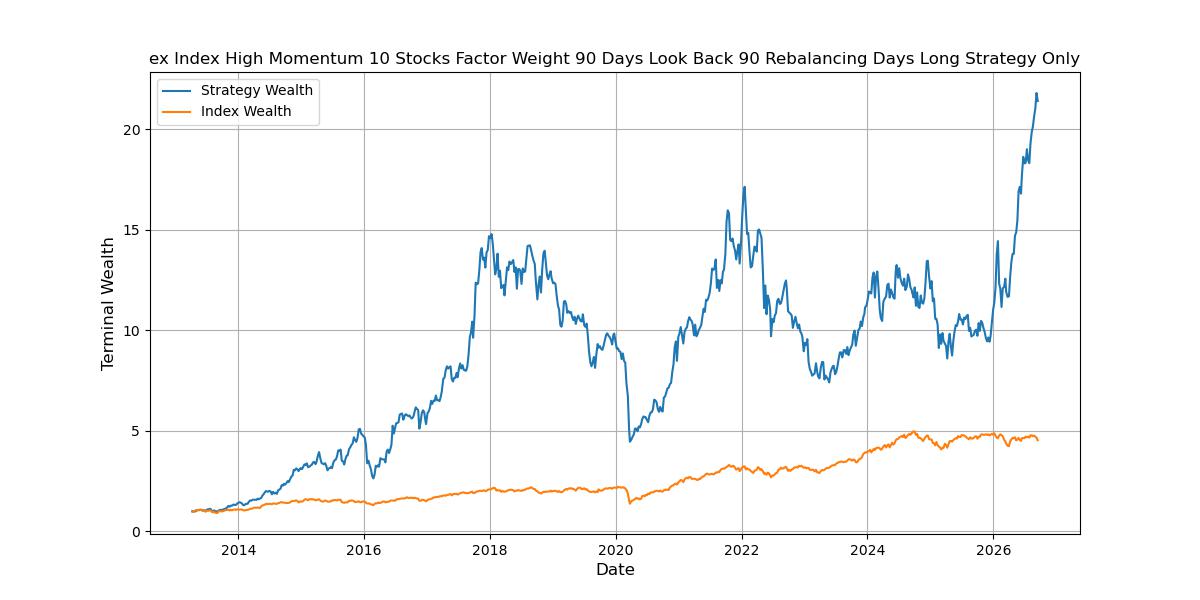 ex Index High Momentum 10 Stocks Factor Weight 90 Days Look Back 90 Rebalancing Days Long Strategy Only
Strategy Wealth
Index Wealth
Terminal Wealth
20
15
10
5
0
2014 2016 2018 2020 2022 2024 2026
Date